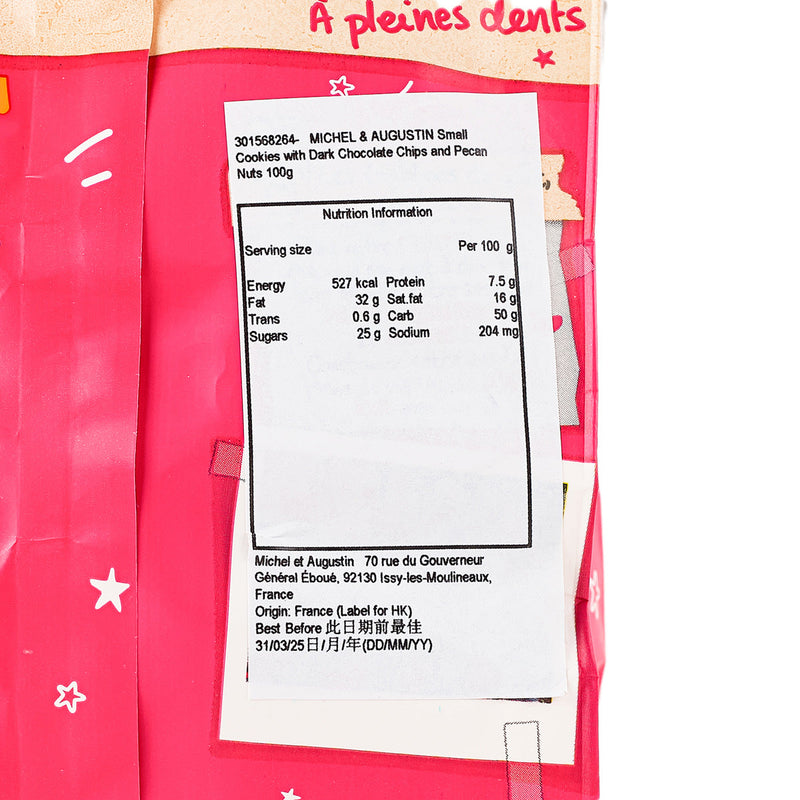 À pleines dents
301568264- MICHEL & AUGUSTIN Small
Cookies with Dark Chocolate Chips and Pecan
Nuts 100g
Nutrition Information
Serving size Per 100 g
Energy 527 kcal Protein 7.5 g
Fat 32 g Sat.fat 16 g
Trans 0.6 g Carb 50 g
Sugars 25 g Sodium 204 mg
Michel et Augustin 70 rue du Gouverneur
Général Éboué, 92130 Issy-les-Moulineaux,
France
Origin: France (Label for HK)
Best Before 此日期前最佳
31/03/25日/月/年(DD/MM/YY)